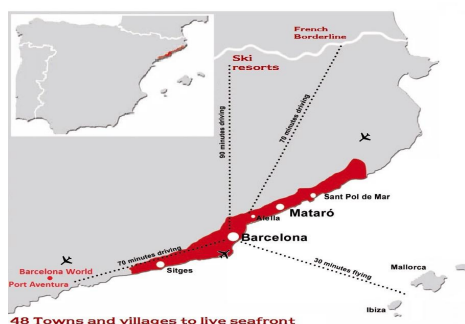 French
Borderline
Ski
resorts
90 minutes driving
70 minutes driving
Sant Pol de Mar
Alella
Mataró
Barcelona
70 minutes driving
Barcelona World
Port Aventura
Sitges
30 minutes flying
Mallorca
Ibiza
48 Towns and villages to live seafront